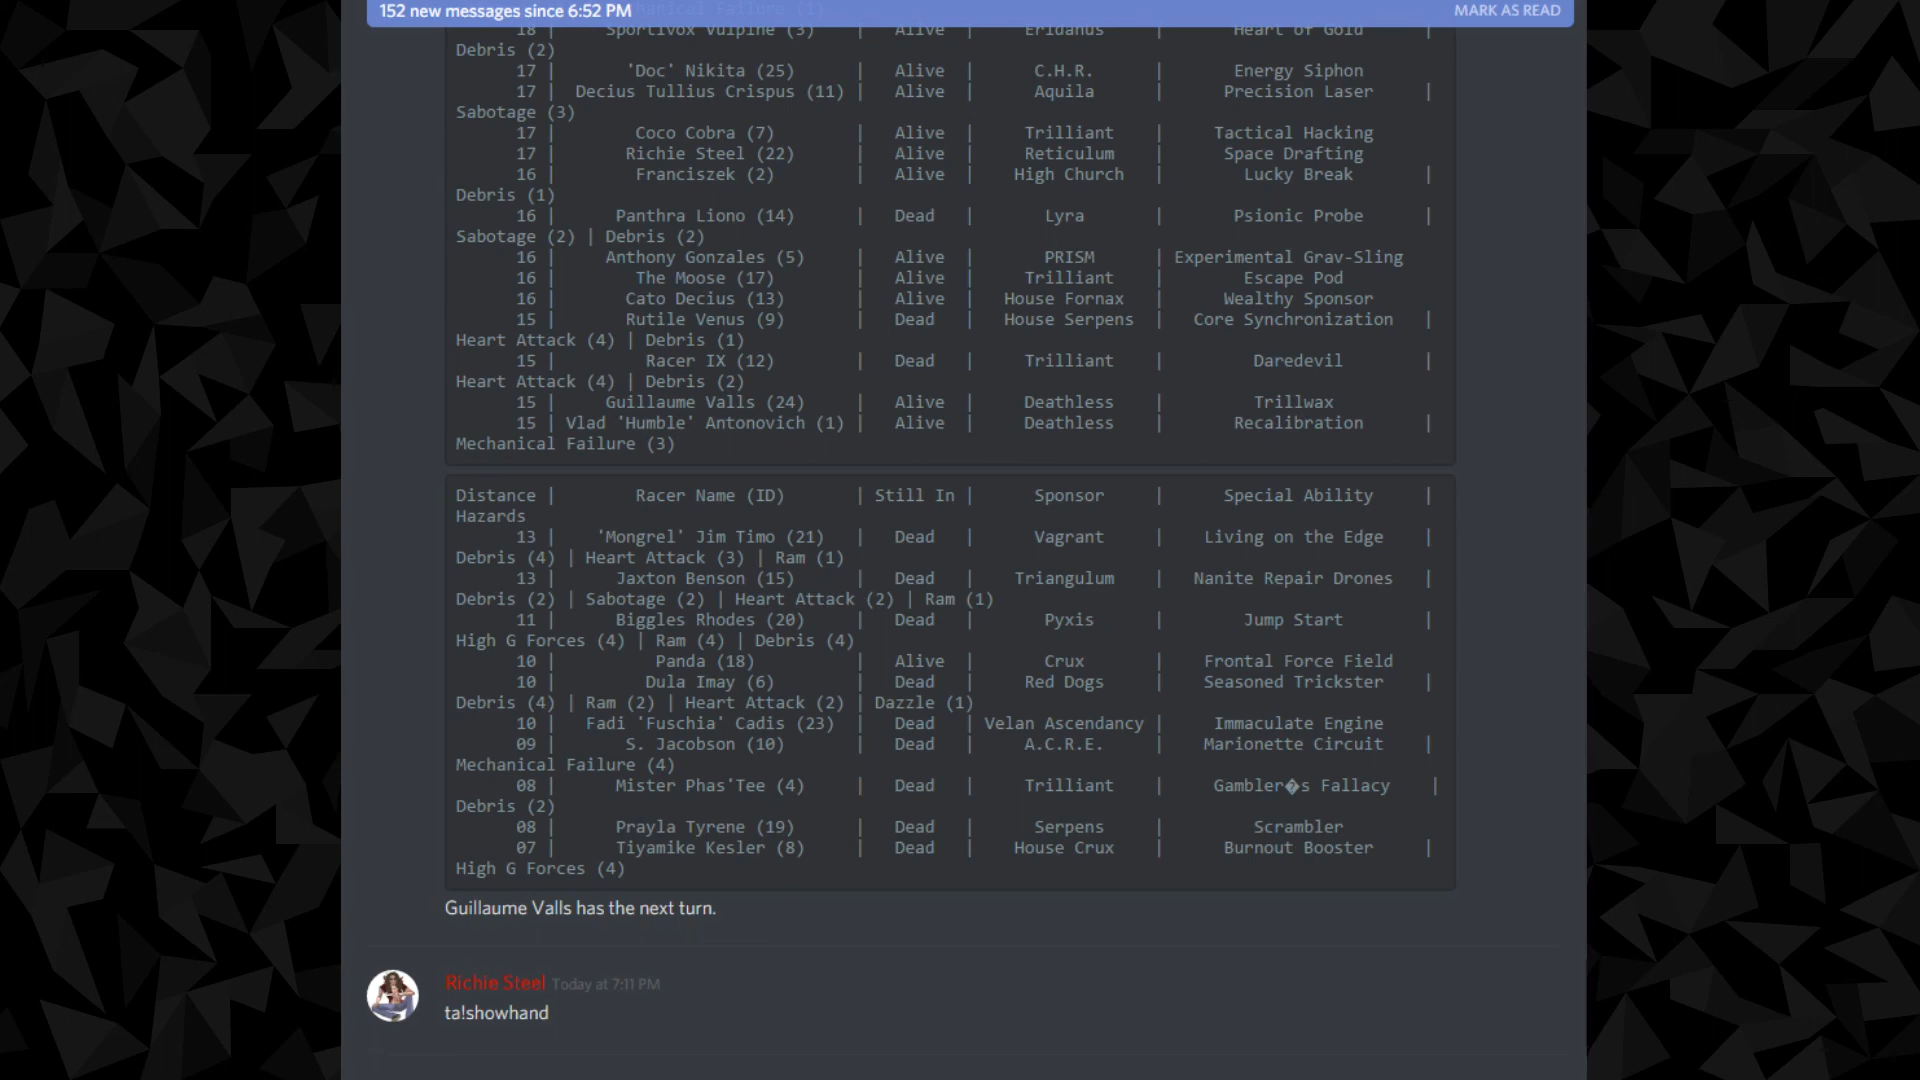 152 new messages since 6:52 PM MARK AS READ
18 | Sportivox Vulpine (3) | Alive | Eridanus | Heart of Gold |
Debris (2)
17 | 'Doc' Nikita (25) | Alive | C.H.R. | Energy Siphon
17 | Decius Tullius Crispus (11) | Alive | Aquila | Precision Laser |
Sabotage (3)
17 | Coco Cobra (7) | Alive | Trilliant | Tactical Hacking
17 | Richie Steel (22) | Alive | Reticulum | Space Drafting
16 | Franciszek (2) | Alive | High Church | Lucky Break |
Debris (1)
16 | Panthra Liono (14) | Dead | Lyra | Psionic Probe |
Sabotage (2) | Debris (2)
16 | Anthony Gonzales (5) | Alive | PRISM | Experimental Grav-Sling
16 | The Moose (17) | Alive | Trilliant | Escape Pod
16 | Cato Decius (13) | Alive | House Fornax | Wealthy Sponsor
15 | Rutile Venus (9) | Dead | House Serpens | Core Synchronization |
Heart Attack (4) | Debris (1)
15 | Racer IX (12) | Dead | Trilliant | Daredevil |
Heart Attack (4) | Debris (2)
15 | Guillaume Valls (24) | Alive | Deathless | Trillwax
15 | Vlad 'Humble' Antonovich (1) | Alive | Deathless | Recalibration |
Mechanical Failure (3)
Distance | Racer Name (ID) | Still In | Sponsor | Special Ability |
Hazards
13 | 'Mongrel' Jim Timo (21) | Dead | Vagrant | Living on the Edge |
Debris (4) | Heart Attack (3) | Ram (1)
13 | Jaxton Benson (15) | Dead | Triangulum | Nanite Repair Drones |
Debris (2) | Sabotage (2) | Heart Attack (2) | Ram (1)
11 | Biggles Rhodes (20) | Dead | Pyxis | Jump Start |
High G Forces (4) | Ram (4) | Debris (4)
10 | Panda (18) | Alive | Crux | Frontal Force Field
10 | Dula Imay (6) | Dead | Red Dogs | Seasoned Trickster |
Debris (4) | Ram (2) | Heart Attack (2) | Dazzle (1)
10 | Fadi 'Fuschia' Cadis (23) | Dead | Velan Ascendancy | Immaculate Engine
09 | S. Jacobson (10) | Dead | A.C.R.E. | Marionette Circuit |
Mechanical Failure (4)
08 | Mister Phas'Tee (4) | Dead | Trilliant | Gambler�s Fallacy |
Debris (2)
08 | Prayla Tyrene (19) | Dead | Serpens | Scrambler
07 | Tiyamike Kesler (8) | Dead | House Crux | Burnout Booster |
High G Forces (4)
Guillaume Valls has the next turn.
Richie Steel Today at 7:11 PM
ta!showhand